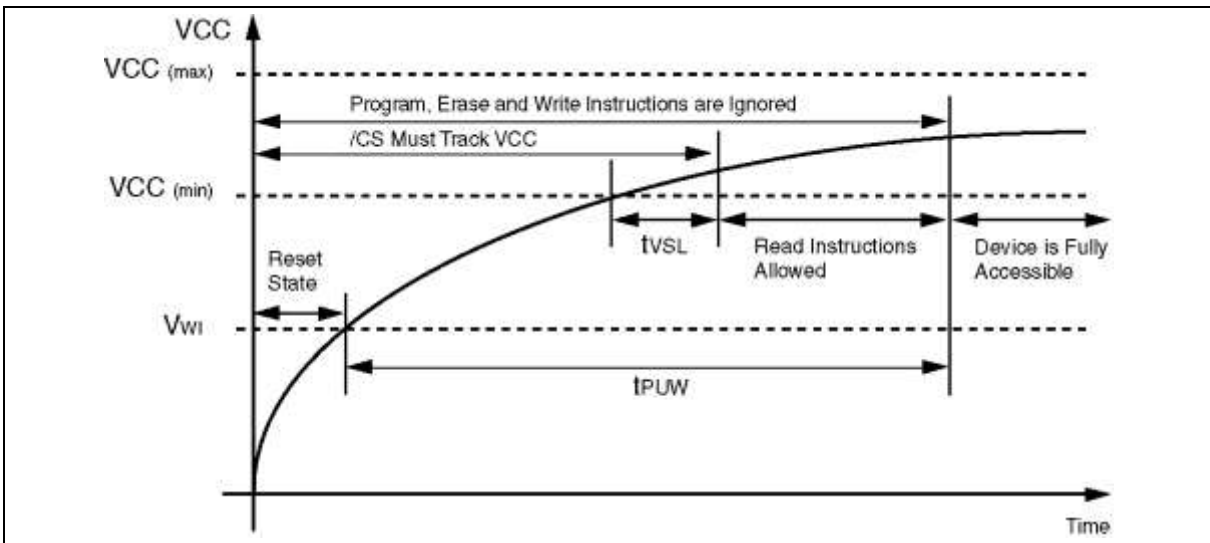 VCC
VCC (max)
Program, Erase and Write Instructions are Ignored
/CS Must Track VCC
VCC (min)
tVSL
Read Instructions
Allowed
Device is Fully
Accessible
Reset
State
VWI
tPUW
Time